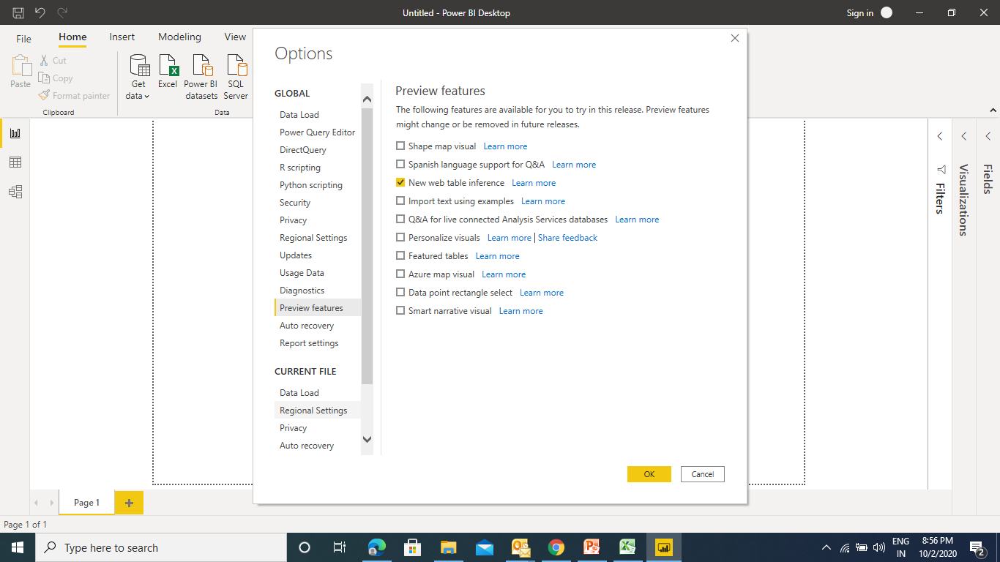 Untitled - Power BI Desktop
Sign in
File
Home
Insert
Modeling
View
Paste
Cut
Copy
Format painter
Clipboard
Get data
Excel
Power BI datasets
SQL Server
Data
Options
GLOBAL
Data Load
Power Query Editor
DirectQuery
R scripting
Python scripting
Security
Privacy
Regional Settings
Updates
Usage Data
Diagnostics
Preview features
Auto recovery
Report settings
CURRENT FILE
Data Load
Regional Settings
Privacy
Auto recovery
Preview features
The following features are available for you to try in this release. Preview features
might change or be removed in future releases.
Shape map visual Learn more
Spanish language support for Q&A Learn more
New web table inference Learn more
Import text using examples Learn more
Q&A for live connected Analysis Services databases Learn more
Personalize visuals Learn more | Share feedback
Featured tables Learn more
Azure map visual Learn more
Data point rectangle select Learn more
Smart narrative visual Learn more
OK
Cancel
Filters
Visualizations
Fields
Page 1
Page 1 of 1
Type here to search
ENG
IN
8:56 PM
10/2/2020
2